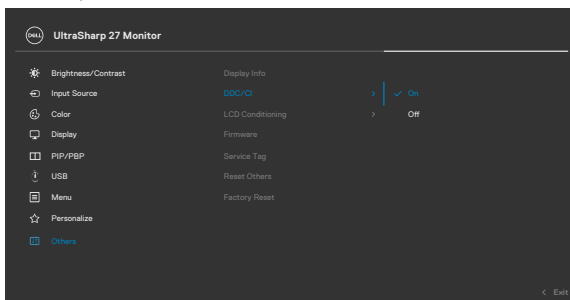 DELL UltraSharp 27 Monitor
Brightness/Contrast Display Info
Input Source DDC/CI > On
Color LCD Conditioning > Off
Display Firmware
PIP/PBP Service Tag
USB Reset Others
Menu Factory Reset
Personalize
Others
< Exit